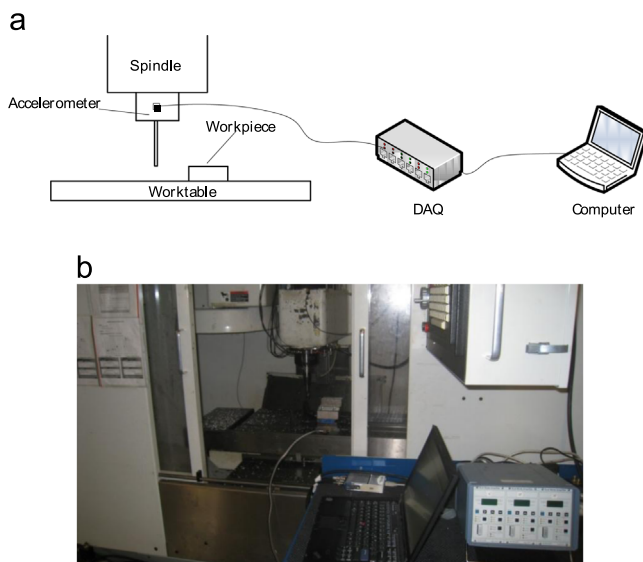 a
Spindle
Accelerometer
Workpiece
Worktable
DAQ
Computer
b